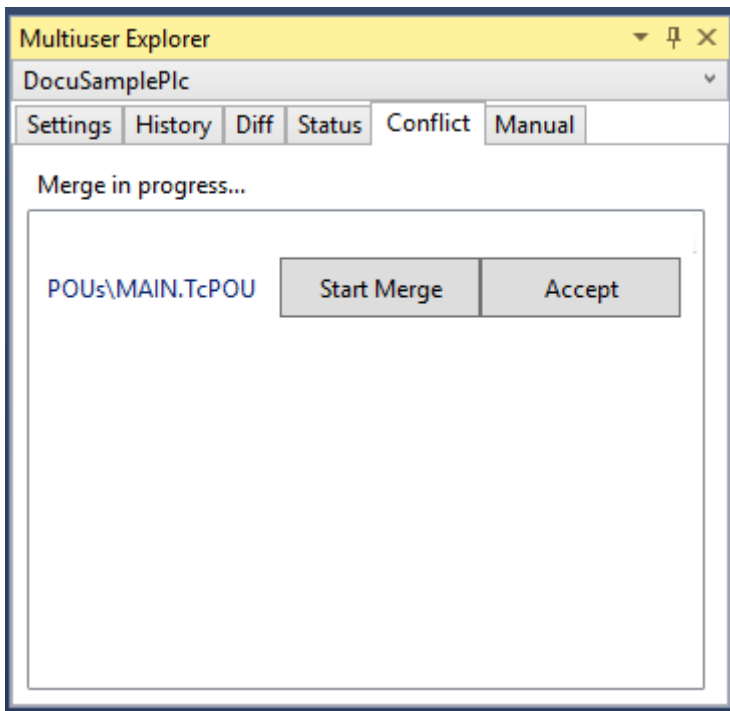 Multiuser Explorer
DocuSamplePlc
Settings History Diff Status Conflict Manual
Merge in progress...
POUs\MAIN.TcPOU Start Merge Accept